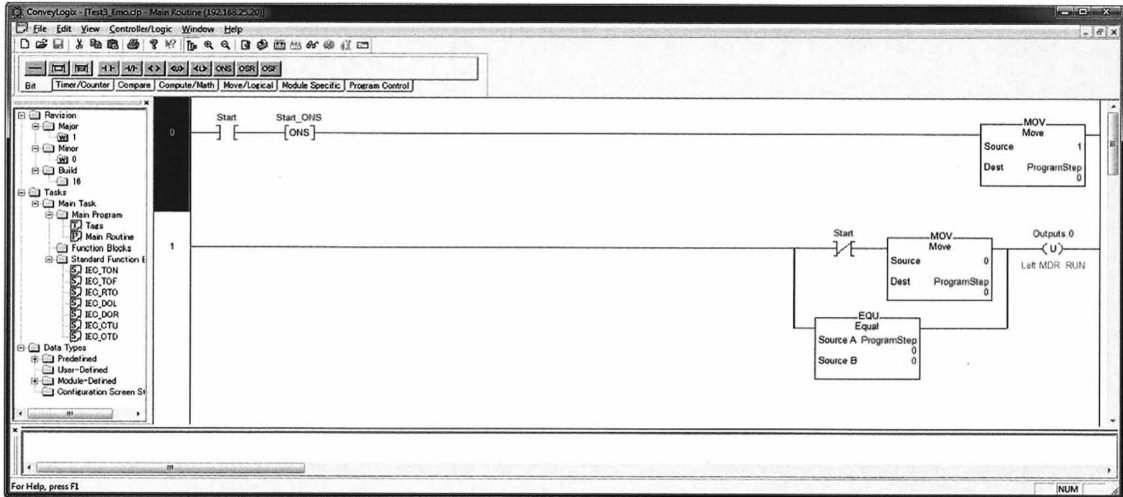 ConveyLogix - [Test3_Emo.clp - Main Routine (192.168.25.20)]
File Edit View Controller/Logic Window Help
ONS OSR OSF
Bit Timer/Counter Compare Compute/Math Move/Logical Module Specific Program Control
Revision
Major
1
Minor
0
Build
16
Tasks
Main Task
Main Program
Tags
Main Routine
Function Blocks
Standard Function B
IEC_TON
IEC_TOF
IEC_RTO
IEC_DOL
IEC_DOR
IEC_CTU
IEC_CTD
Data Types
Predefined
User-Defined
Module-Defined
Configuration Screen St
0
Start
Start_ONS
ONS
MOV
Move
Source 1
Dest ProgramStep
0
1
Start
MOV
Move
Source 0
Dest ProgramStep
0
Outputs.0
U
Left MDR RUN
EQU
Equal
Source A ProgramStep
0
Source B 0
For Help, press F1
NUM